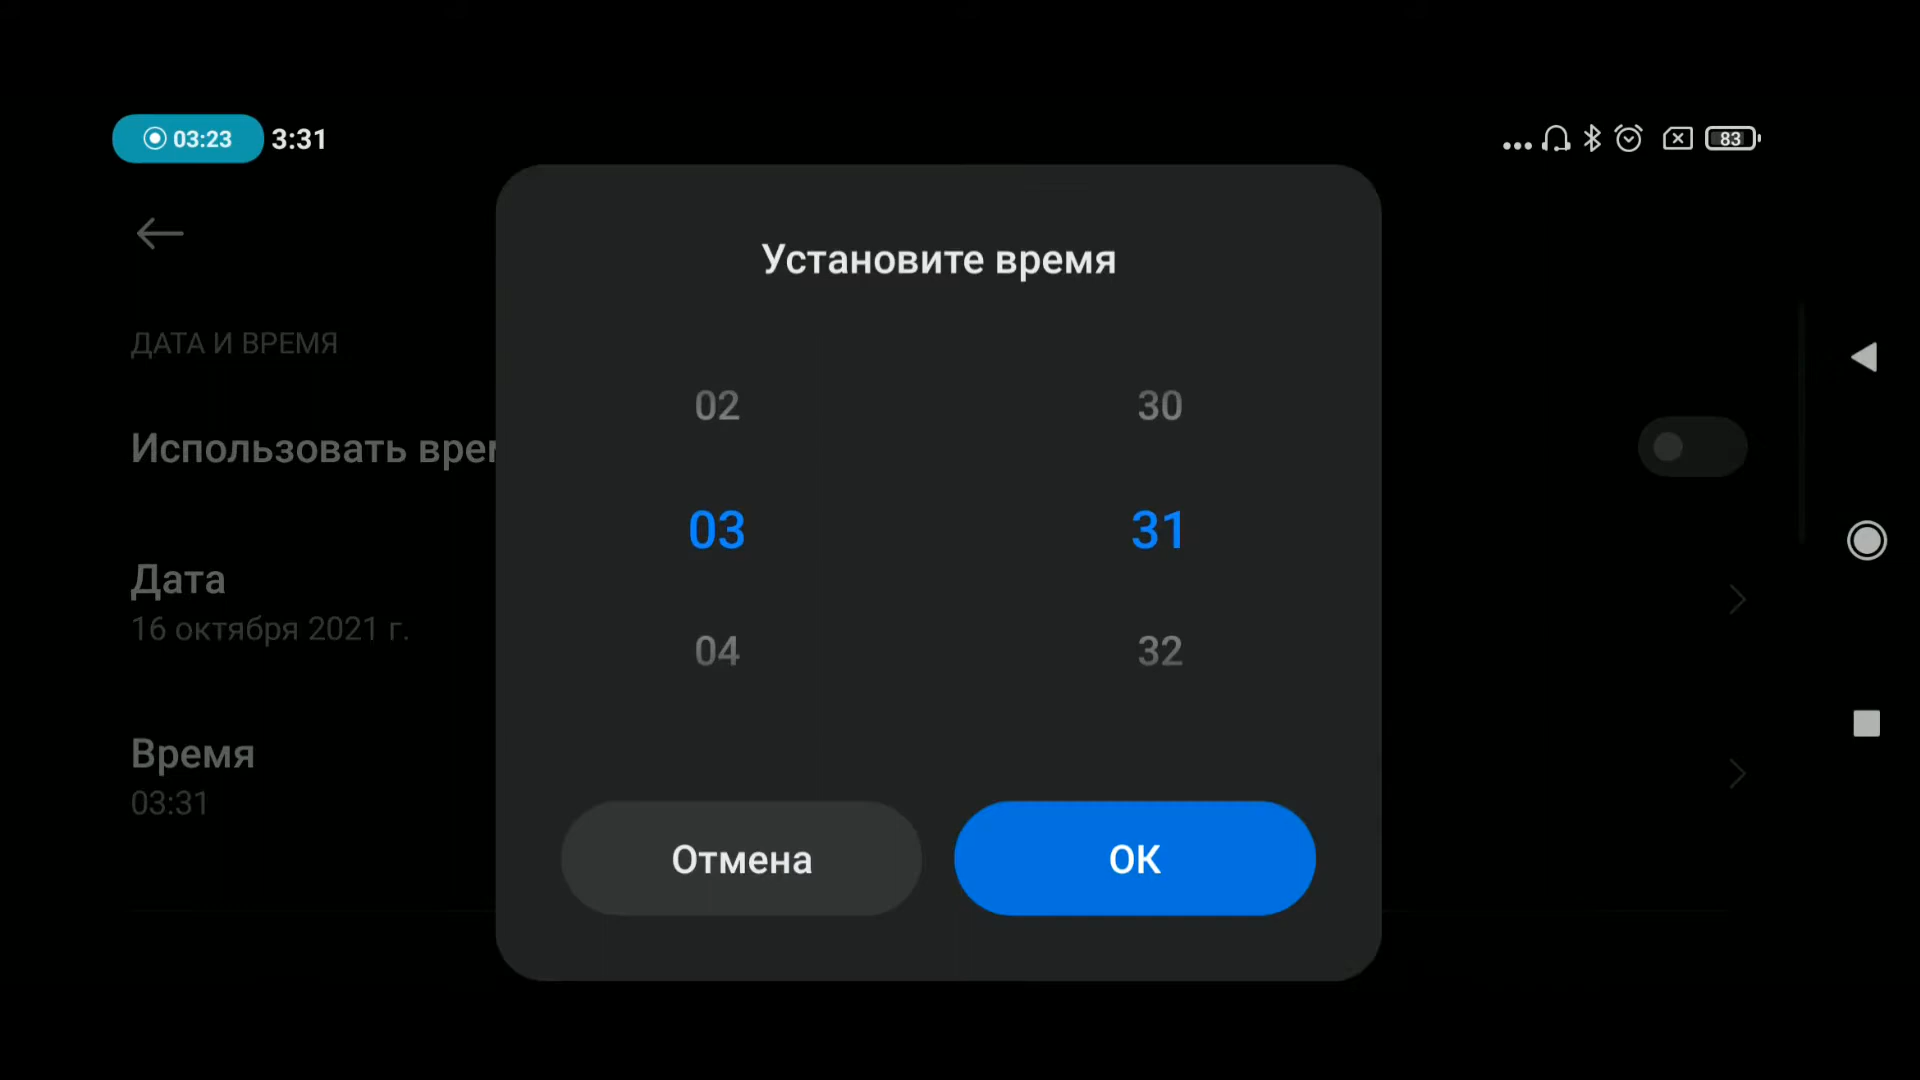 03:23 3:31
83
Установите время
ДАТА И ВРЕМЯ
02 30
Использовать
03 31
Дата
16 октября 2021 г.
04 32
Время
03:31
Отмена OK